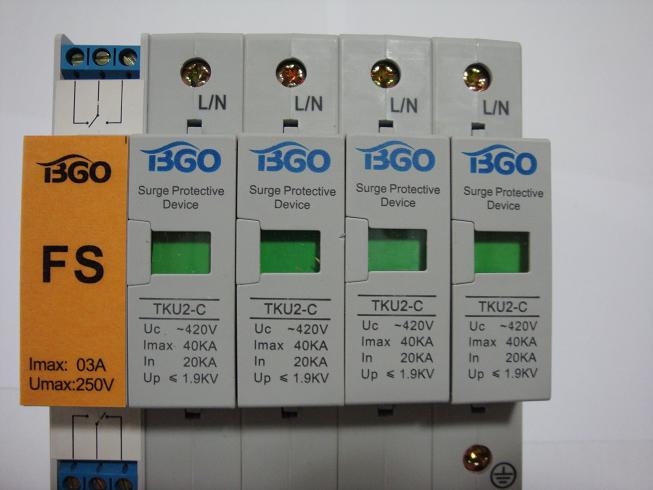 L/N
L/N
L/N
L/N
BGO
FS
Imax: 03A
Umax:250V
BGO
Surge Protective
Device
TKU2-C
Uc ~420V
Imax 40KA
In 20KA
Up ≤ 1.9KV
BGO
Surge Protective
Device
TKU2-C
Uc ~420V
Imax 40KA
In 20KA
Up ≤ 1.9KV
BGO
Surge Protective
Device
TKU2-C
Uc ~420V
Imax 40KA
In 20KA
Up ≤ 1.9KV
BGO
Surge Protective
Device
TKU2-C
Uc ~420V
Imax 40KA
In 20KA
Up ≤ 1.9KV